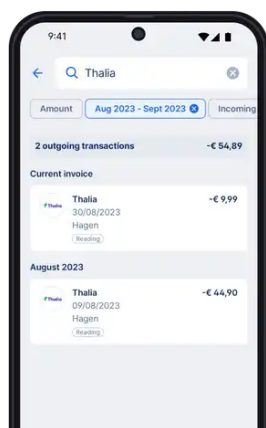 9:41
Thalia
Amount
Aug 2023 - Sept 2023
Incoming
2 outgoing transactions -€ 54,89
Current invoice
Thalia
Thalia -€ 9,99
30/08/2023
Hagen
Reading
August 2023
Thalia
Thalia -€ 44,90
09/08/2023
Hagen
Reading